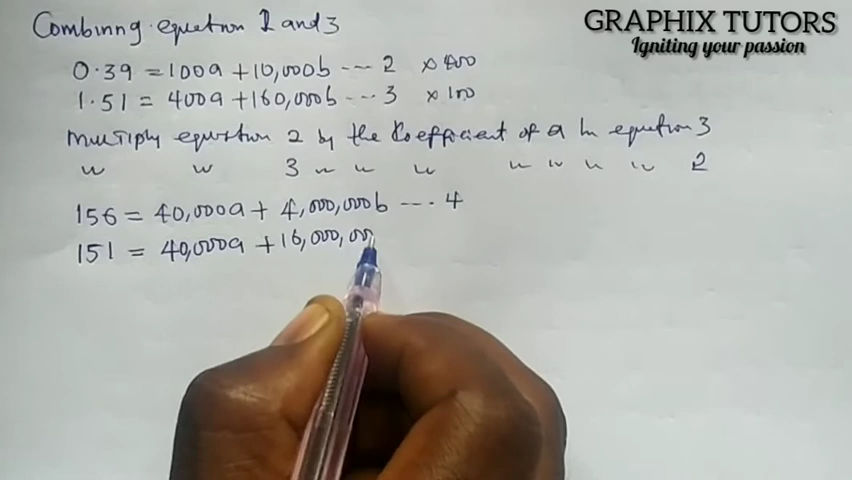 GRAPHIX TUTORS
Igniting your passion
Combining equation 2 and 3
0.39 = 100a + 10,000b --- 2 × 400
1.51 = 400a + 160,000b --- 3 × 100
Multiply equation 2 by the Coefficient of a in equation 3
" " 3 " " " " " " " 2
156 = 40,000a + 4,000,000b --- 4
151 = 40,000a + 16,000,00